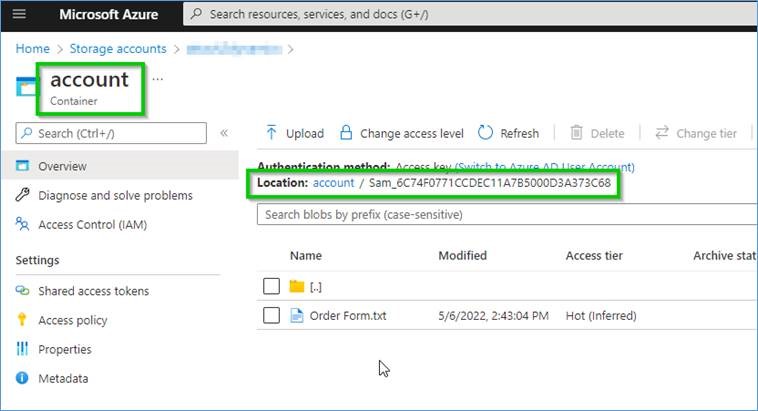 Microsoft Azure
Search resources, services, and docs (G+/)
Home > Storage accounts > >
account
...
Container
Search (Ctrl+/)
«
Overview
Diagnose and solve problems
Access Control (IAM)
Settings
Shared access tokens
Access policy
Properties
Metadata
Upload Change access level Refresh Delete Change tier
Authentication method: Access key (Switch to Azure AD User Account)
Location: account / Sam_6C74F0771CCDEC11A7B5000D3A373C68
Search blobs by prefix (case-sensitive)
Name Modified Access tier Archive stat
[..]
Order Form.txt 5/6/2022, 2:43:04 PM Hot (Inferred)